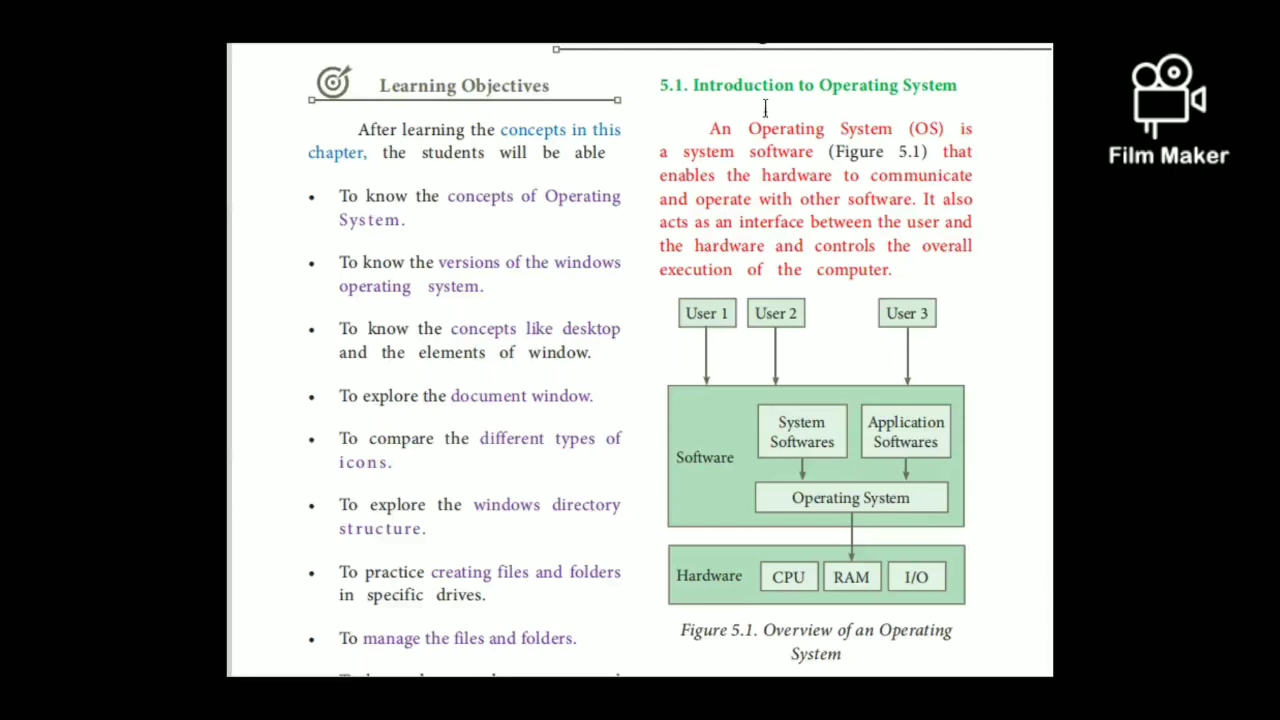 Learning Objectives
After learning the concepts in this
chapter, the students will be able
• To know the concepts of Operating
System.
• To know the versions of the windows
operating system.
• To know the concepts like desktop
and the elements of window.
• To explore the document window.
• To compare the different types of
icons.
• To explore the windows directory
structure.
• To practice creating files and folders
in specific drives.
• To manage the files and folders.
5.1. Introduction to Operating System
An Operating System (OS) is
a system software (Figure 5.1) that
enables the hardware to communicate
and operate with other software. It also
acts as an interface between the user and
the hardware and controls the overall
execution of the computer.
User 1 User 2 User 3
System
Softwares
Application
Softwares
Software
Operating System
Hardware CPU RAM I/O
Figure 5.1. Overview of an Operating
System
Film Maker